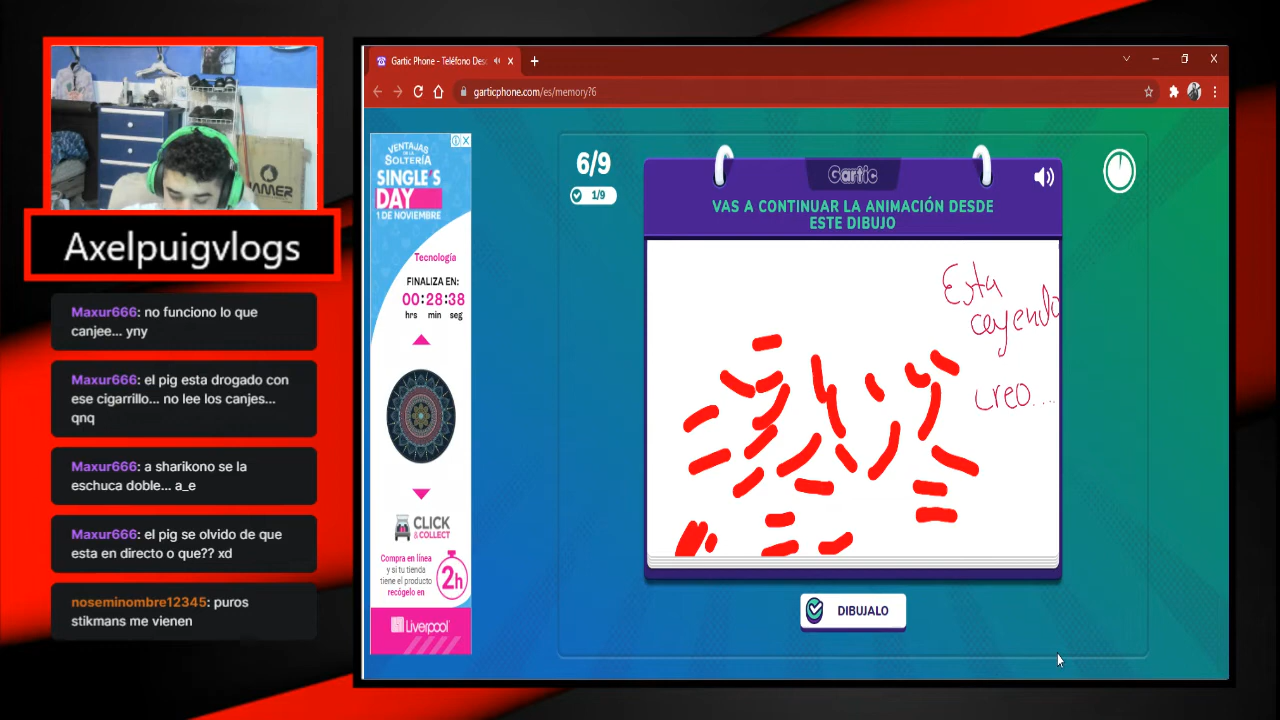 Axelpuigvlogs
Maxur666: no funciono lo que
canjee... yny
Maxur666: el pig esta drogado con
ese cigarrillo... no lee los canjes...
qnq
Maxur666: a sharikono se la
eschuca doble... a_e
Maxur666: el pig se olvido de que
esta en directo o que?? xd
noseminombre12345: puros
stikmans me vienen
Gartic Phone - Teléfono Des
garticphone.com/es/memory?6
VENTAJAS
DE LA
SOLTERÍA
SINGLE'S
DAY
1 DE NOVIEMBRE
Tecnología
FINALIZA EN:
00:28:38
hrs min seg
CLICK
&COLLECT
Compra en línea
y si tu tienda
tiene el producto
recógelo en
2h
Liverpool
6/9
1/9
Gartic
VAS A CONTINUAR LA ANIMACIÓN DESDE
ESTE DIBUJO
Esta
cayendo
creo...
DIBUJALO